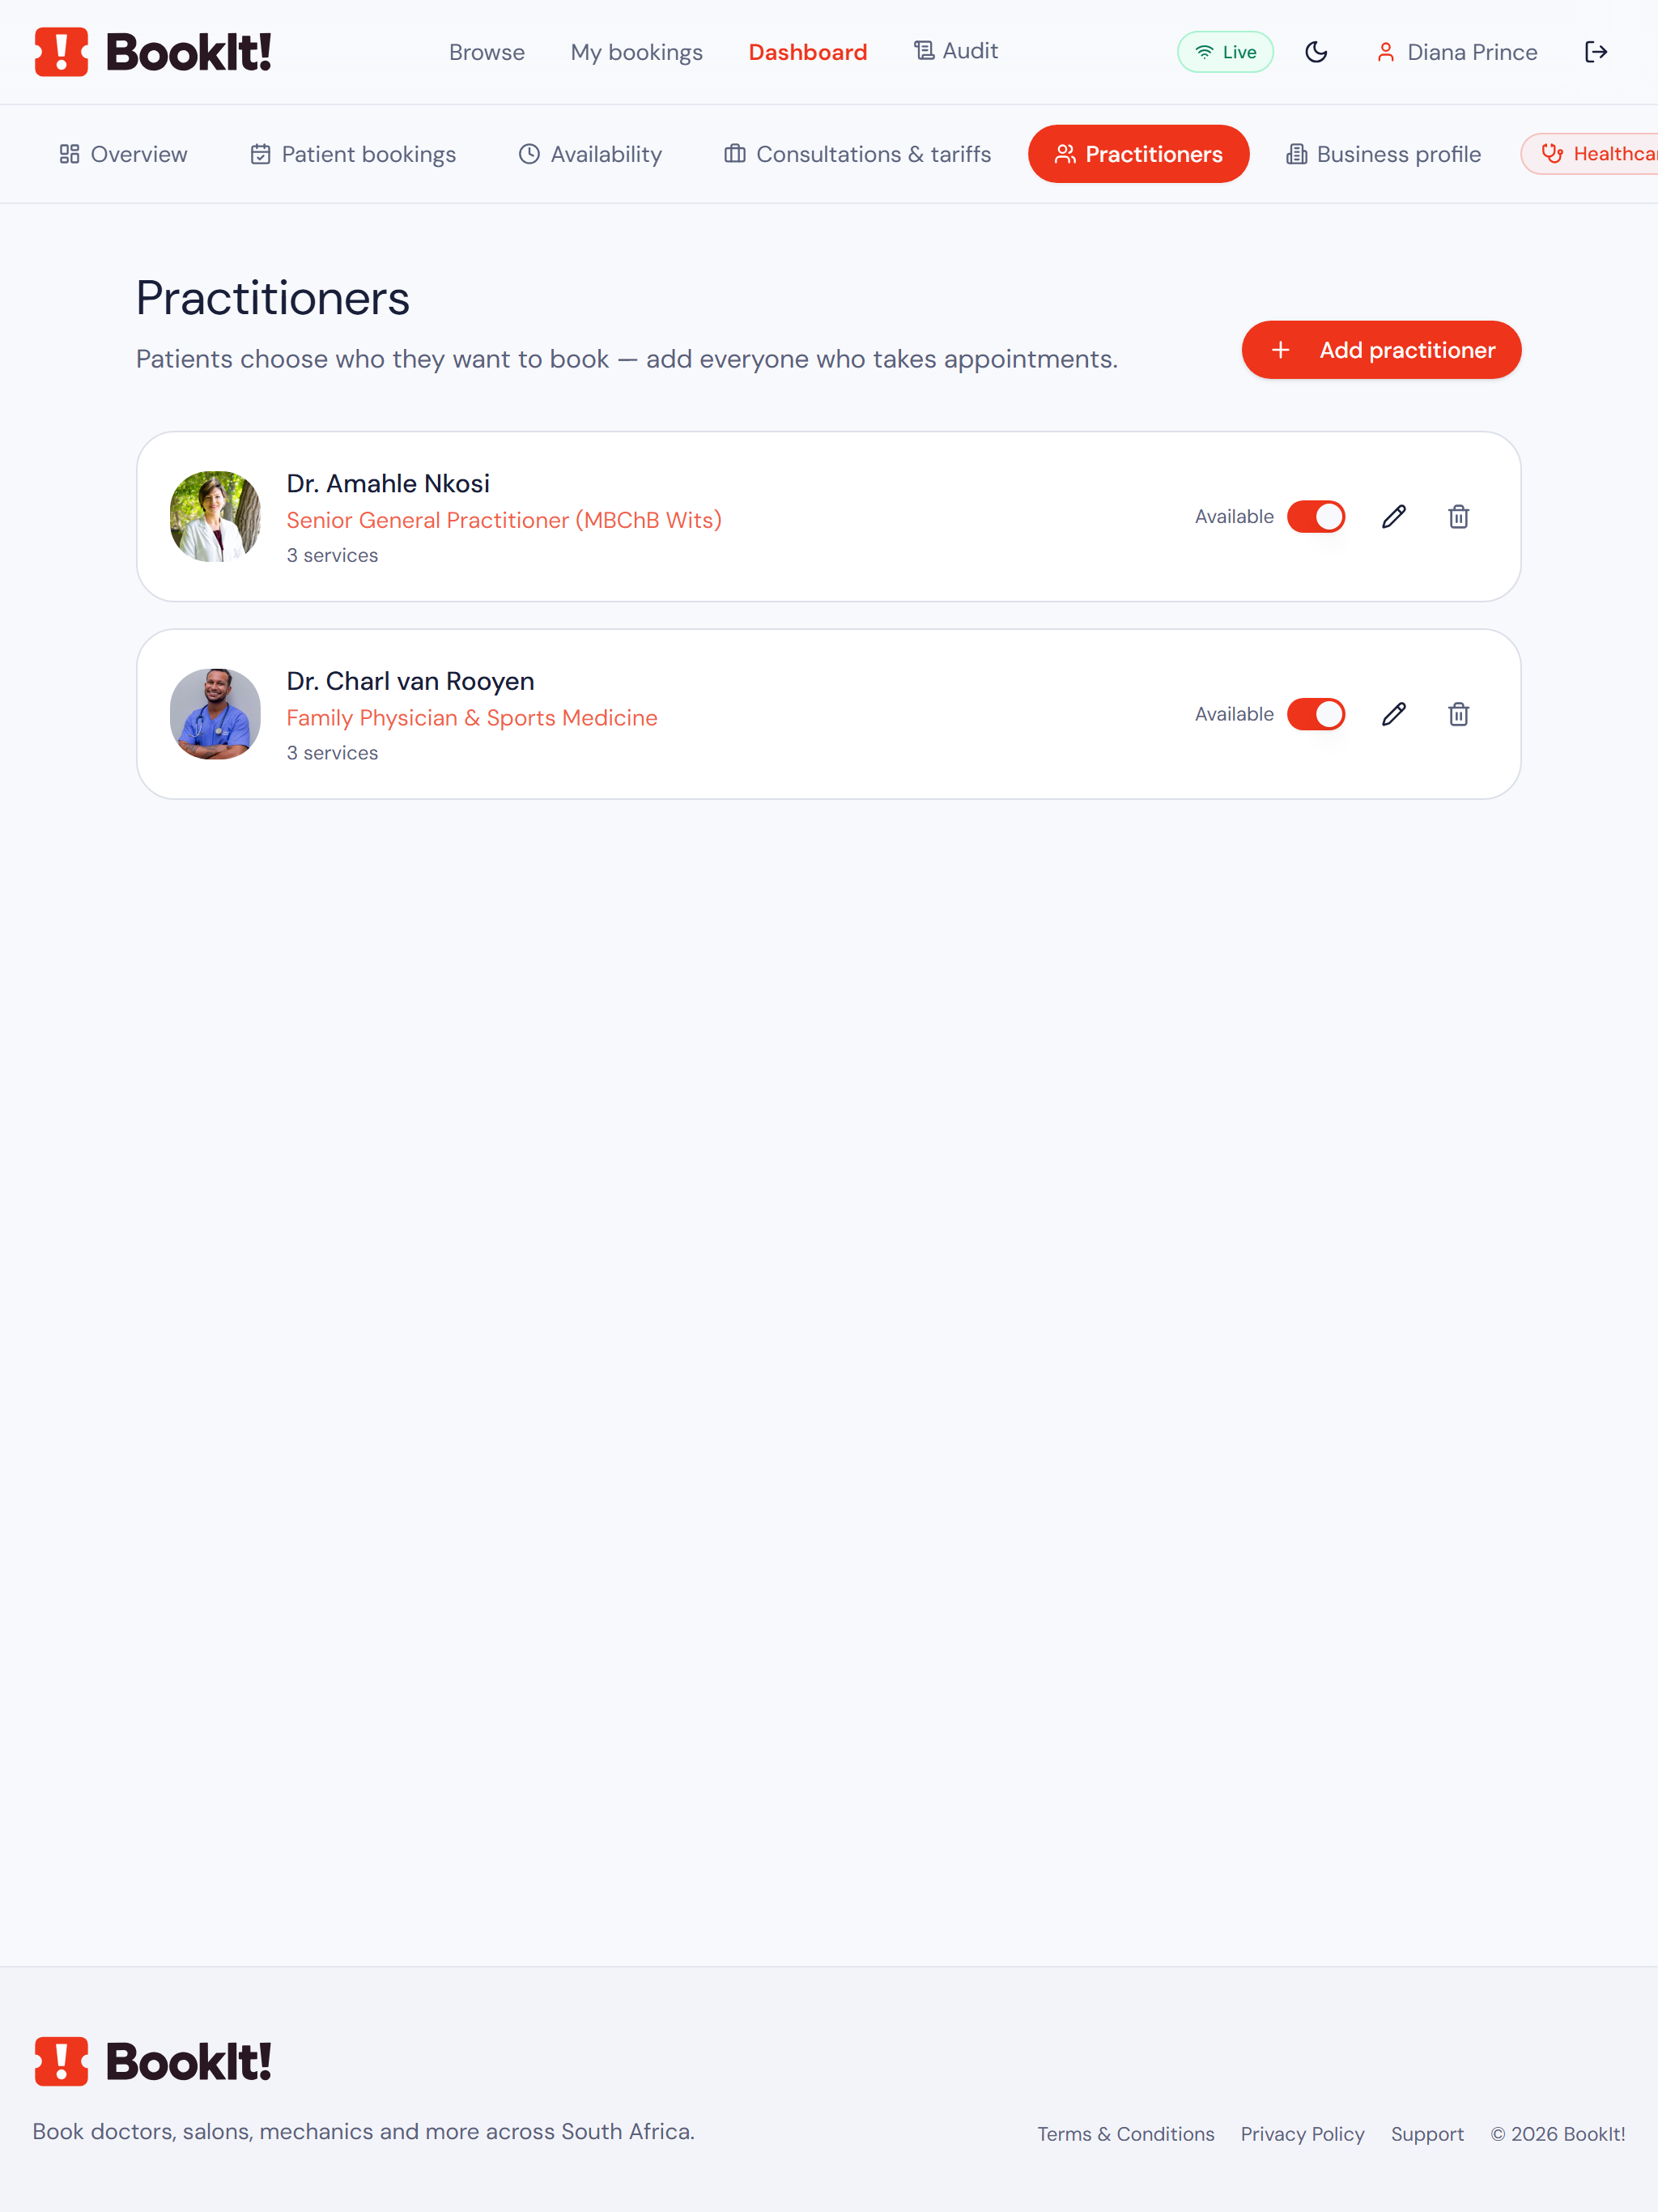 BookIt!
Browse My bookings Dashboard Audit
Live Diana Prince
Overview Patient bookings Availability Consultations & tariffs Practitioners Business profile
Practitioners
Patients choose who they want to book — add everyone who takes appointments.
Add practitioner
Dr. Amahle Nkosi
Senior General Practitioner (MBChB Wits)
3 services
Available
Dr. Charl van Rooyen
Family Physician & Sports Medicine
3 services
Available
BookIt!
Book doctors, salons, mechanics and more across South Africa.
Terms & Conditions Privacy Policy Support © 2026 BookIt!